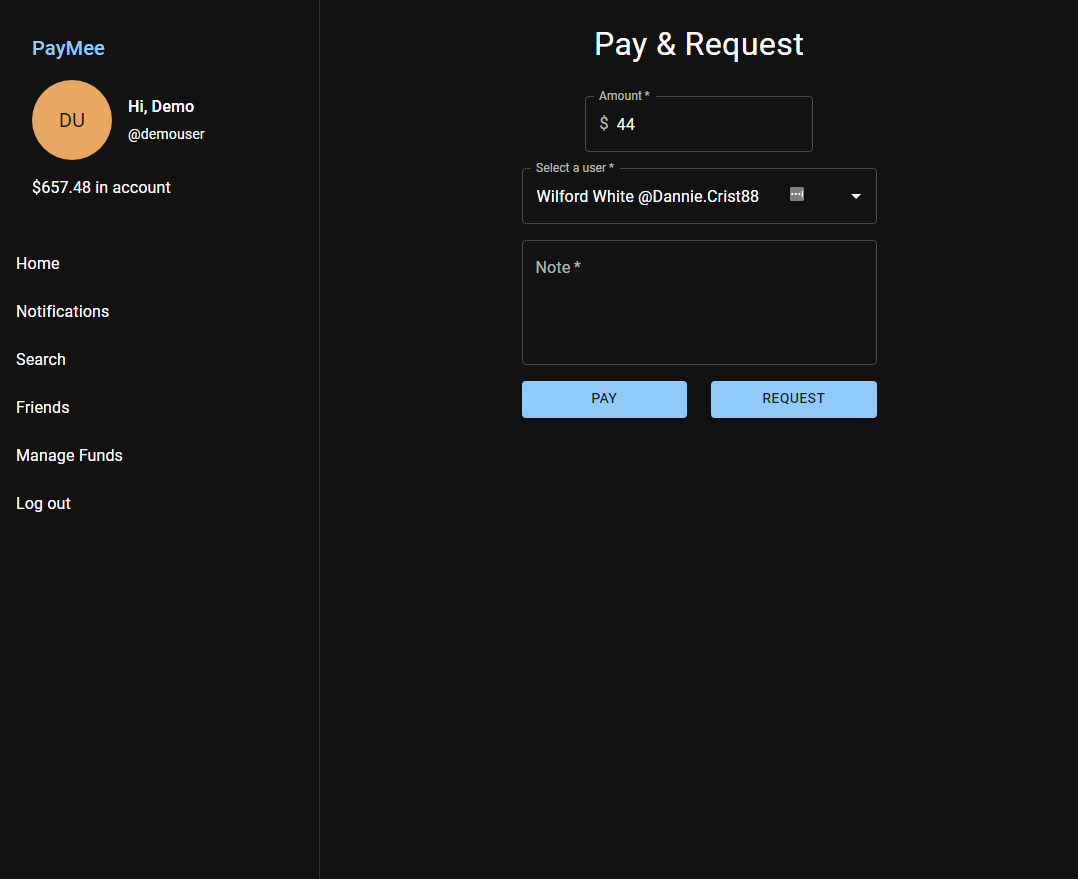 PayMee
DU
Hi, Demo
@demouser
$657.48 in account
Home
Notifications
Search
Friends
Manage Funds
Log out
Pay & Request
Amount *
$ 44
Select a user *
Wilford White @Dannie.Crist88
Note *
PAY
REQUEST